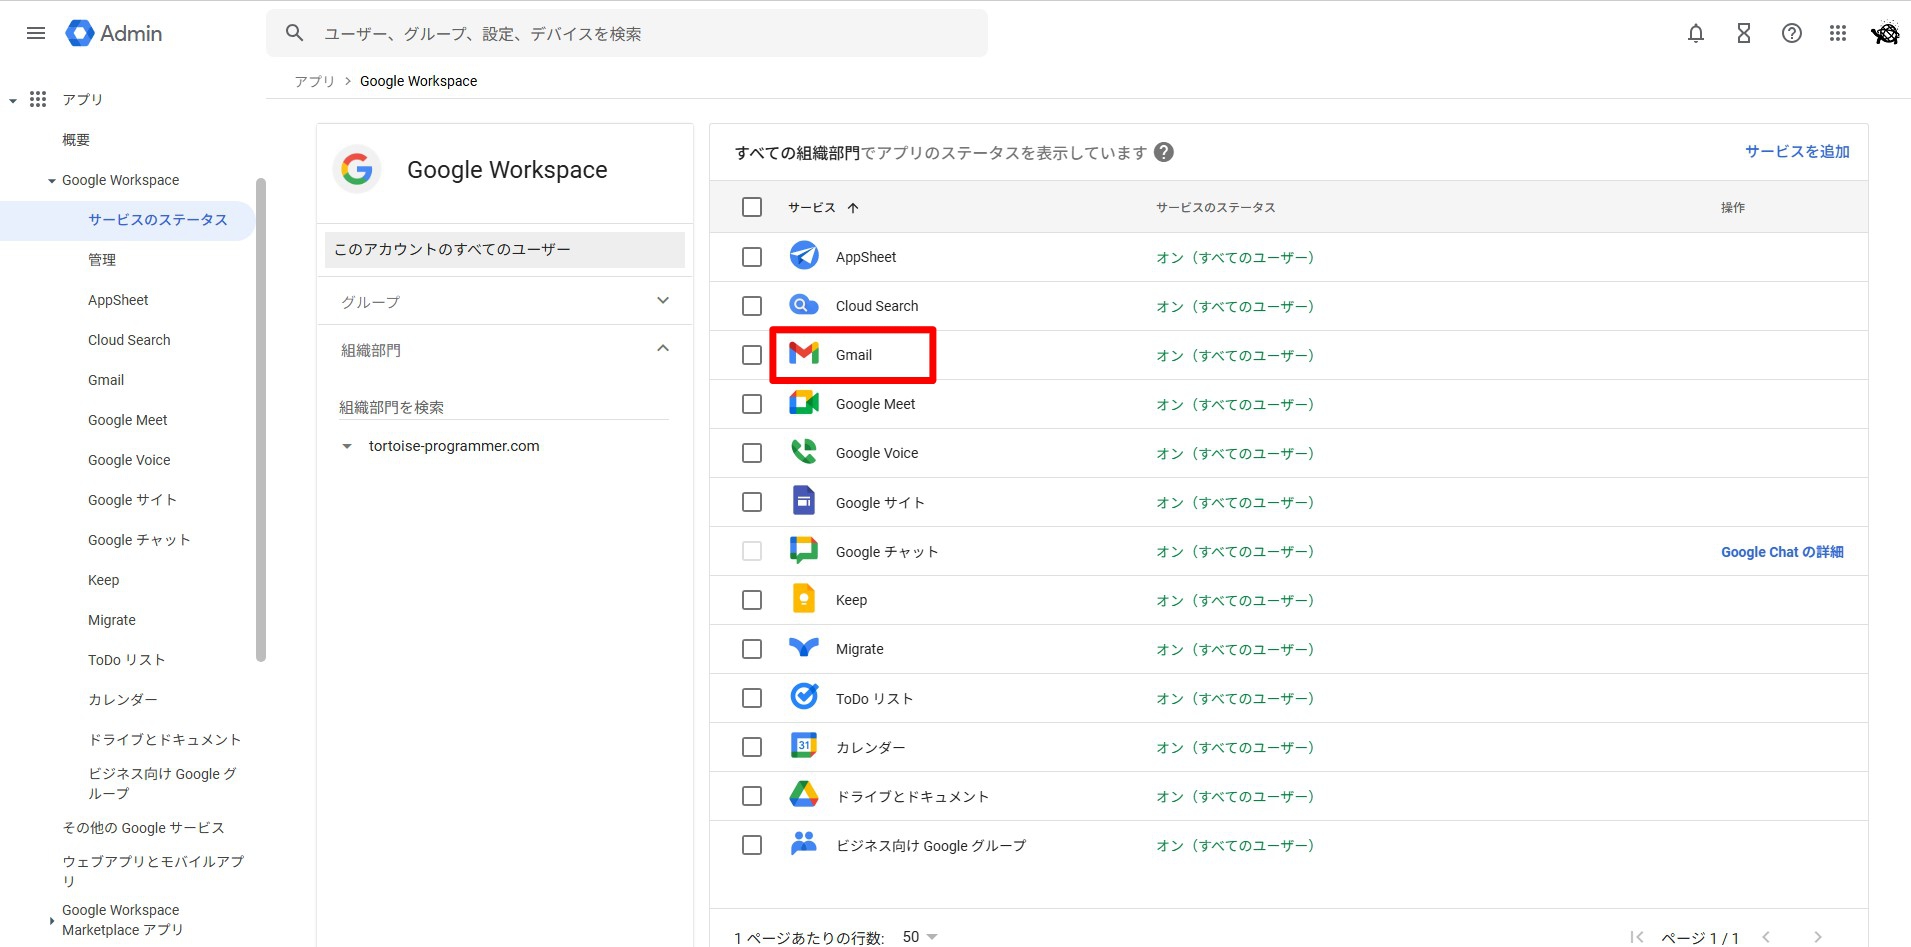 Admin
ユーザー、グループ、設定、デバイスを検索
アプリ > Google Workspace
アプリ
概要
Google Workspace
サービスのステータス
管理
AppSheet
Cloud Search
Gmail
Google Meet
Google Voice
Google サイト
Google チャット
Keep
Migrate
ToDo リスト
カレンダー
ドライブとドキュメント
ビジネス向け Google グ
ループ
その他の Google サービス
ウェブアプリとモバイルアプ
リ
Google Workspace
Marketplace アプリ
Google Workspace
このアカウントのすべてのユーザー
グループ
組織部門
組織部門を検索
tortoise-programmer.com
すべての組織部門でアプリのステータスを表示しています
サービスを追加
サービス サービスのステータス 操作
AppSheet オン（すべてのユーザー）
Cloud Search オン（すべてのユーザー）
Gmail オン（すべてのユーザー）
Google Meet オン（すべてのユーザー）
Google Voice オン（すべてのユーザー）
Google サイト オン（すべてのユーザー）
Google チャット オン（すべてのユーザー） Google Chat の詳細
Keep オン（すべてのユーザー）
Migrate オン（すべてのユーザー）
ToDo リスト オン（すべてのユーザー）
31 カレンダー オン（すべてのユーザー）
ドライブとドキュメント オン（すべてのユーザー）
ビジネス向け Google グループ オン（すべてのユーザー）
1 ページあたりの行数: 50 ページ 1 / 1